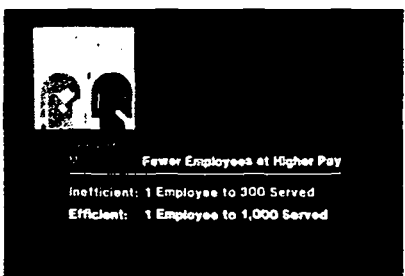 Fewer Employees at Higher Pay
Inefficient: 1 Employee to 300 Served
Efficient: 1 Employee to 1,000 Served